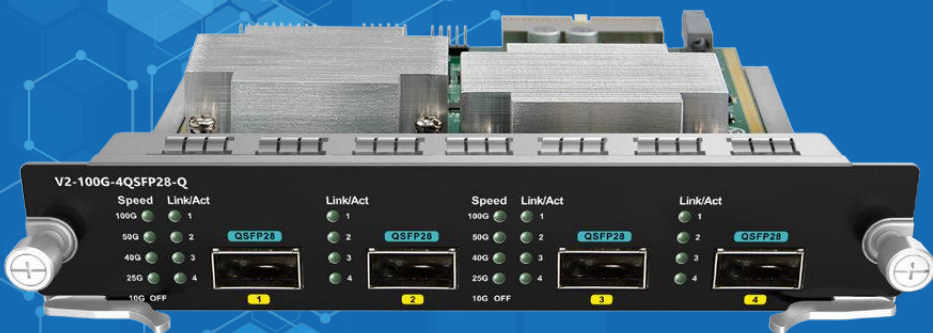 V2-100G-4QSFP28-Q
Speed Link/Act Link/Act Speed Link/Act Link/Act
100G 1 1 100G 1 1
50G 2 QSFP28 2 QSFP28 50G 2 QSFP28 2 QSFP28
40G 3 3 40G 3 3
25G 4 4 25G 4 4
10G OFF 1 2 10G OFF 3 4